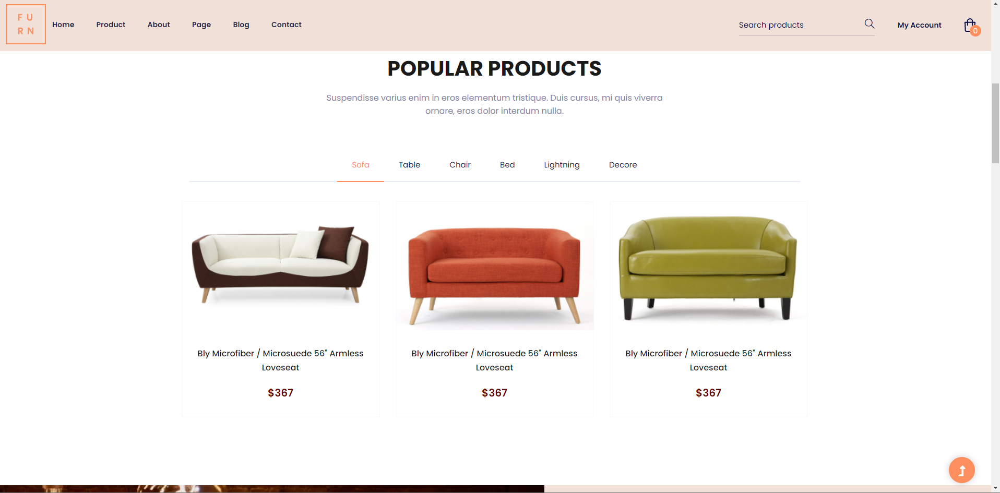 F U
R N
Home
Product
About
Page
Blog
Contact
Search products
My Account
0
POPULAR PRODUCTS
Suspendisse varius enim in eros elementum tristique. Duis cursus, mi quis viverra
ornare, eros dolor interdum nulla.
Sofa
Table
Chair
Bed
Lightning
Decore
Bly Microfiber / Microsuede 56" Armless
Loveseat
$367
Bly Microfiber / Microsuede 56" Armless
Loveseat
$367
Bly Microfiber / Microsuede 56" Armless
Loveseat
$367